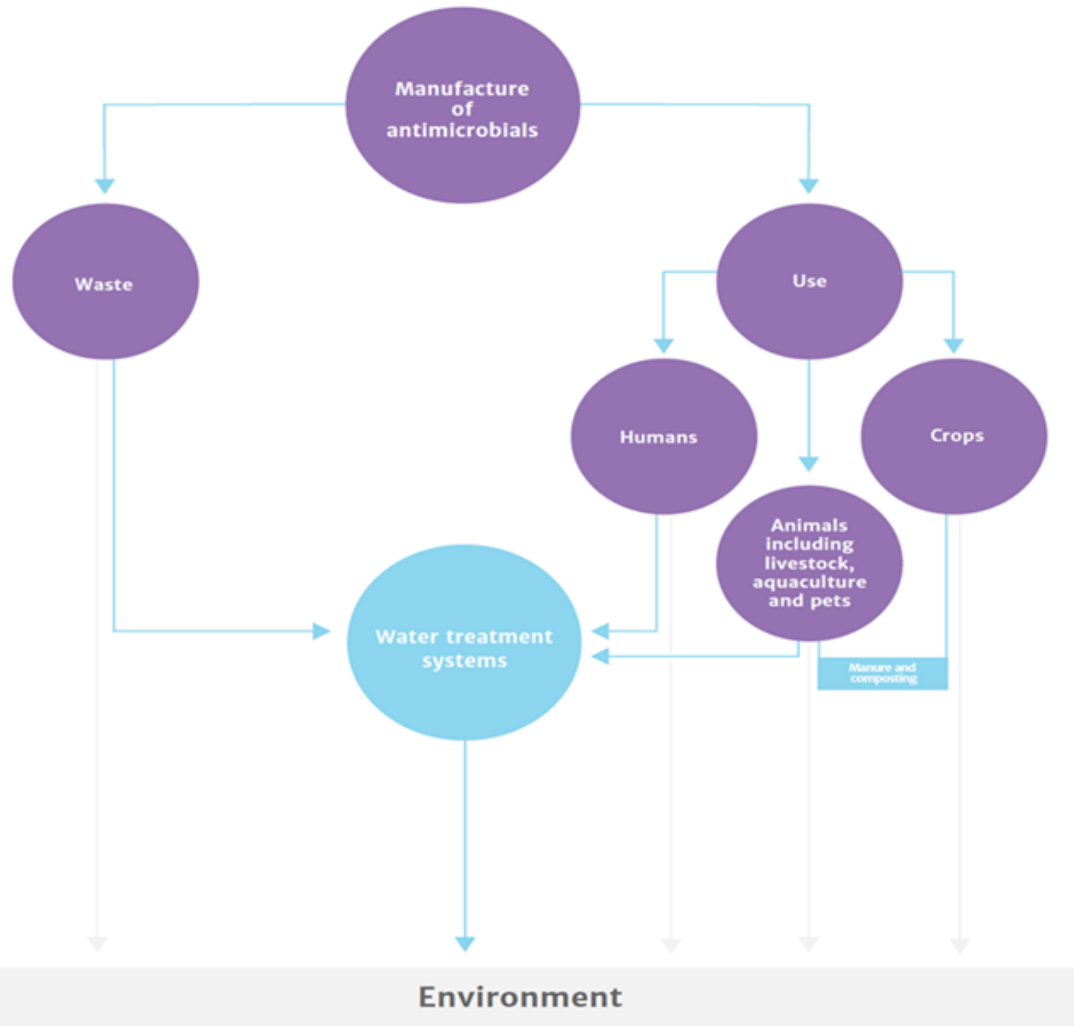 Manufacture
of
antimicrobials
Waste
Use
Humans
Crops
Animals
including
livestock,
aquaculture
and pets
Water treatment
systems
Manure and
composting
Environment